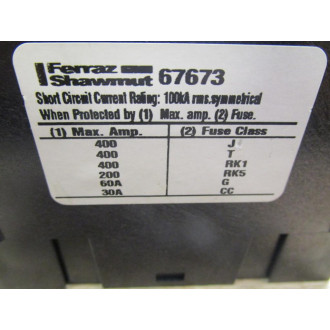 Ferraz
Shawmut 67673
Short Circuit Current Rating: 100kA rms.symmetrical
When Protected by (1) Max. amp. (2) Fuse.
(1) Max. Amp. (2) Fuse Class
400 J
400 T
400 RK1
200 RK5
60A G
30A CC